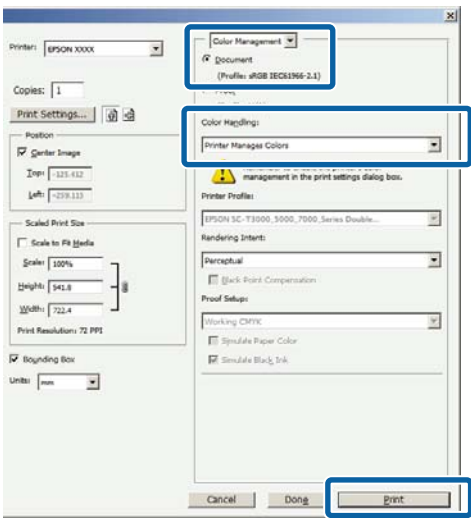 Printer: EPSON XXXX
Copies: 1
Print Settings...
Position
Center Image
Top: -125.412
Left: -259.115
Scaled Print Size
Scale to Fit Media
Scale: 100%
Height: 541.8
Width: 722.4
Print Resolution: 72 PPI
Bounding Box
Units: mm
Color Management
Document
(Profile: sRGB IEC61966-2.1)
Color Handling:
Printer Manages Colors
management in the print settings dialog box.
Printer Profile:
EPSON SC-T3000_5000_7000_Series Double...
Rendering Intent:
Perceptual
Black Point Compensation
Proof Setup:
Working CMYK
Simulate Paper Color
Simulate Black Ink
Cancel Done Print